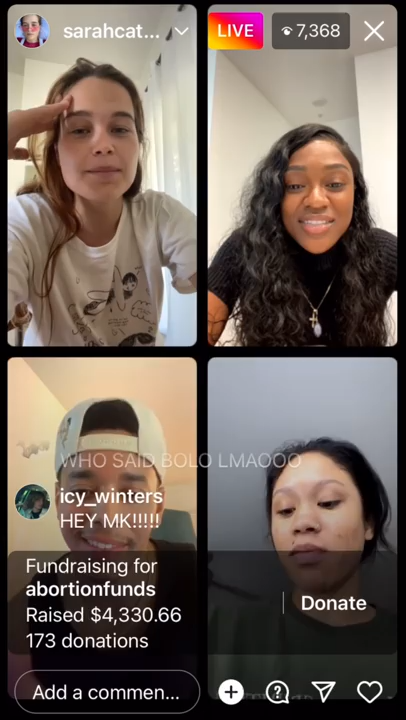 sarahcat...
LIVE
7,368
WHO SAID BOLO LMAOOO
icy_winters
HEY MK!!!!!
Fundraising for
abortionfunds
Raised $4,330.66
173 donations
Donate
Add a commen...